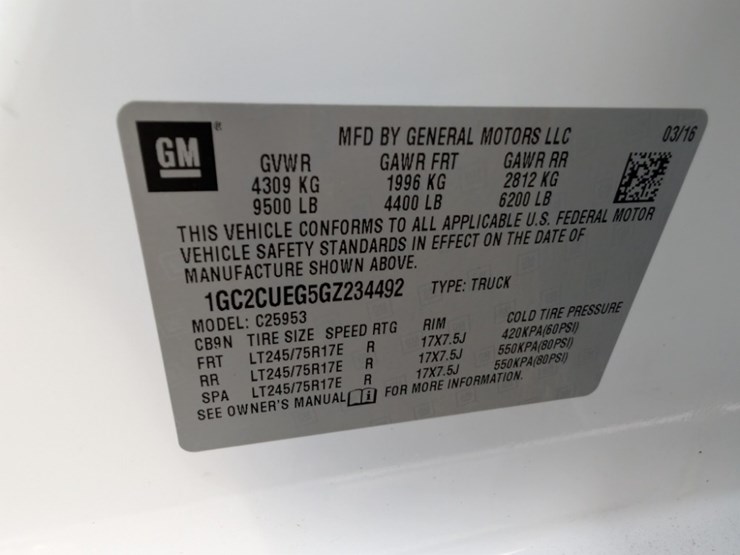 GM ®
MFD BY GENERAL MOTORS LLC 03/16
GVWR GAWR FRT GAWR RR
4309 KG 1996 KG 2812 KG
9500 LB 4400 LB 6200 LB
THIS VEHICLE CONFORMS TO ALL APPLICABLE U.S. FEDERAL MOTOR
VEHICLE SAFETY STANDARDS IN EFFECT ON THE DATE OF
MANUFACTURE SHOWN ABOVE.
1GC2CUEG5GZ234492 TYPE: TRUCK
MODEL: C25953
CB9N TIRE SIZE SPEED RTG RIM COLD TIRE PRESSURE
FRT LT245/75R17E R 17X7.5J 420KPA(60PSI)
RR LT245/75R17E R 17X7.5J 550KPA(80PSI)
SPA LT245/75R17E R 17X7.5J 550KPA(80PSI)
SEE OWNER'S MANUAL FOR MORE INFORMATION.